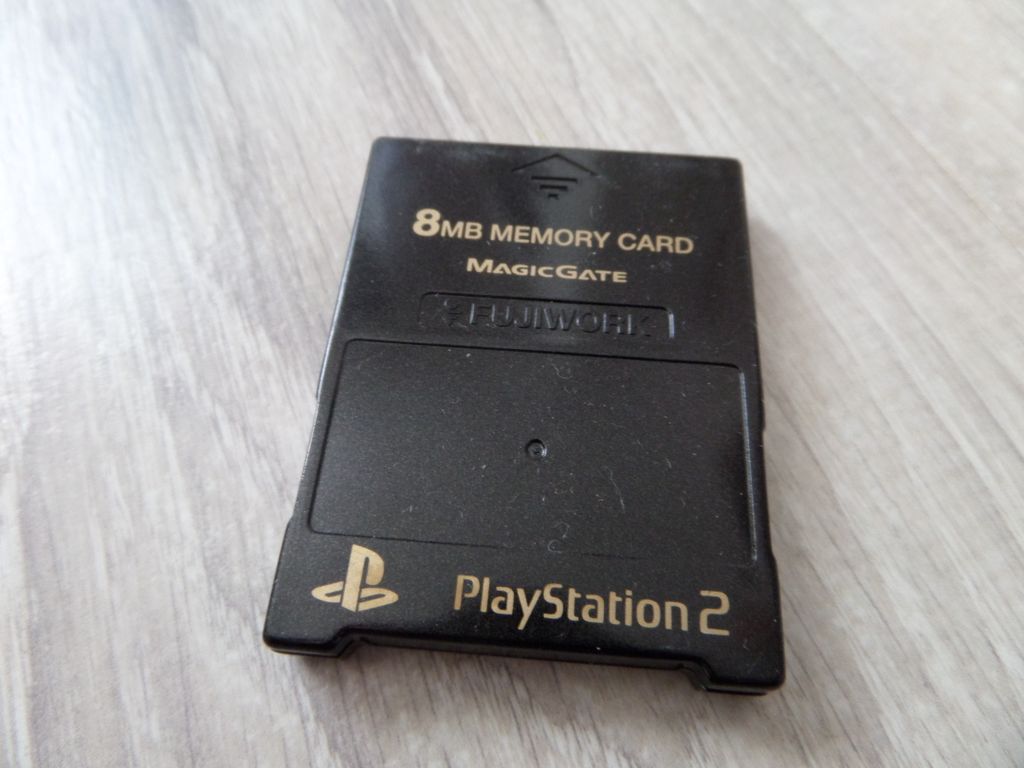 8MB MEMORY CARD
MAGICGATE
FUJIWORK
PlayStation 2